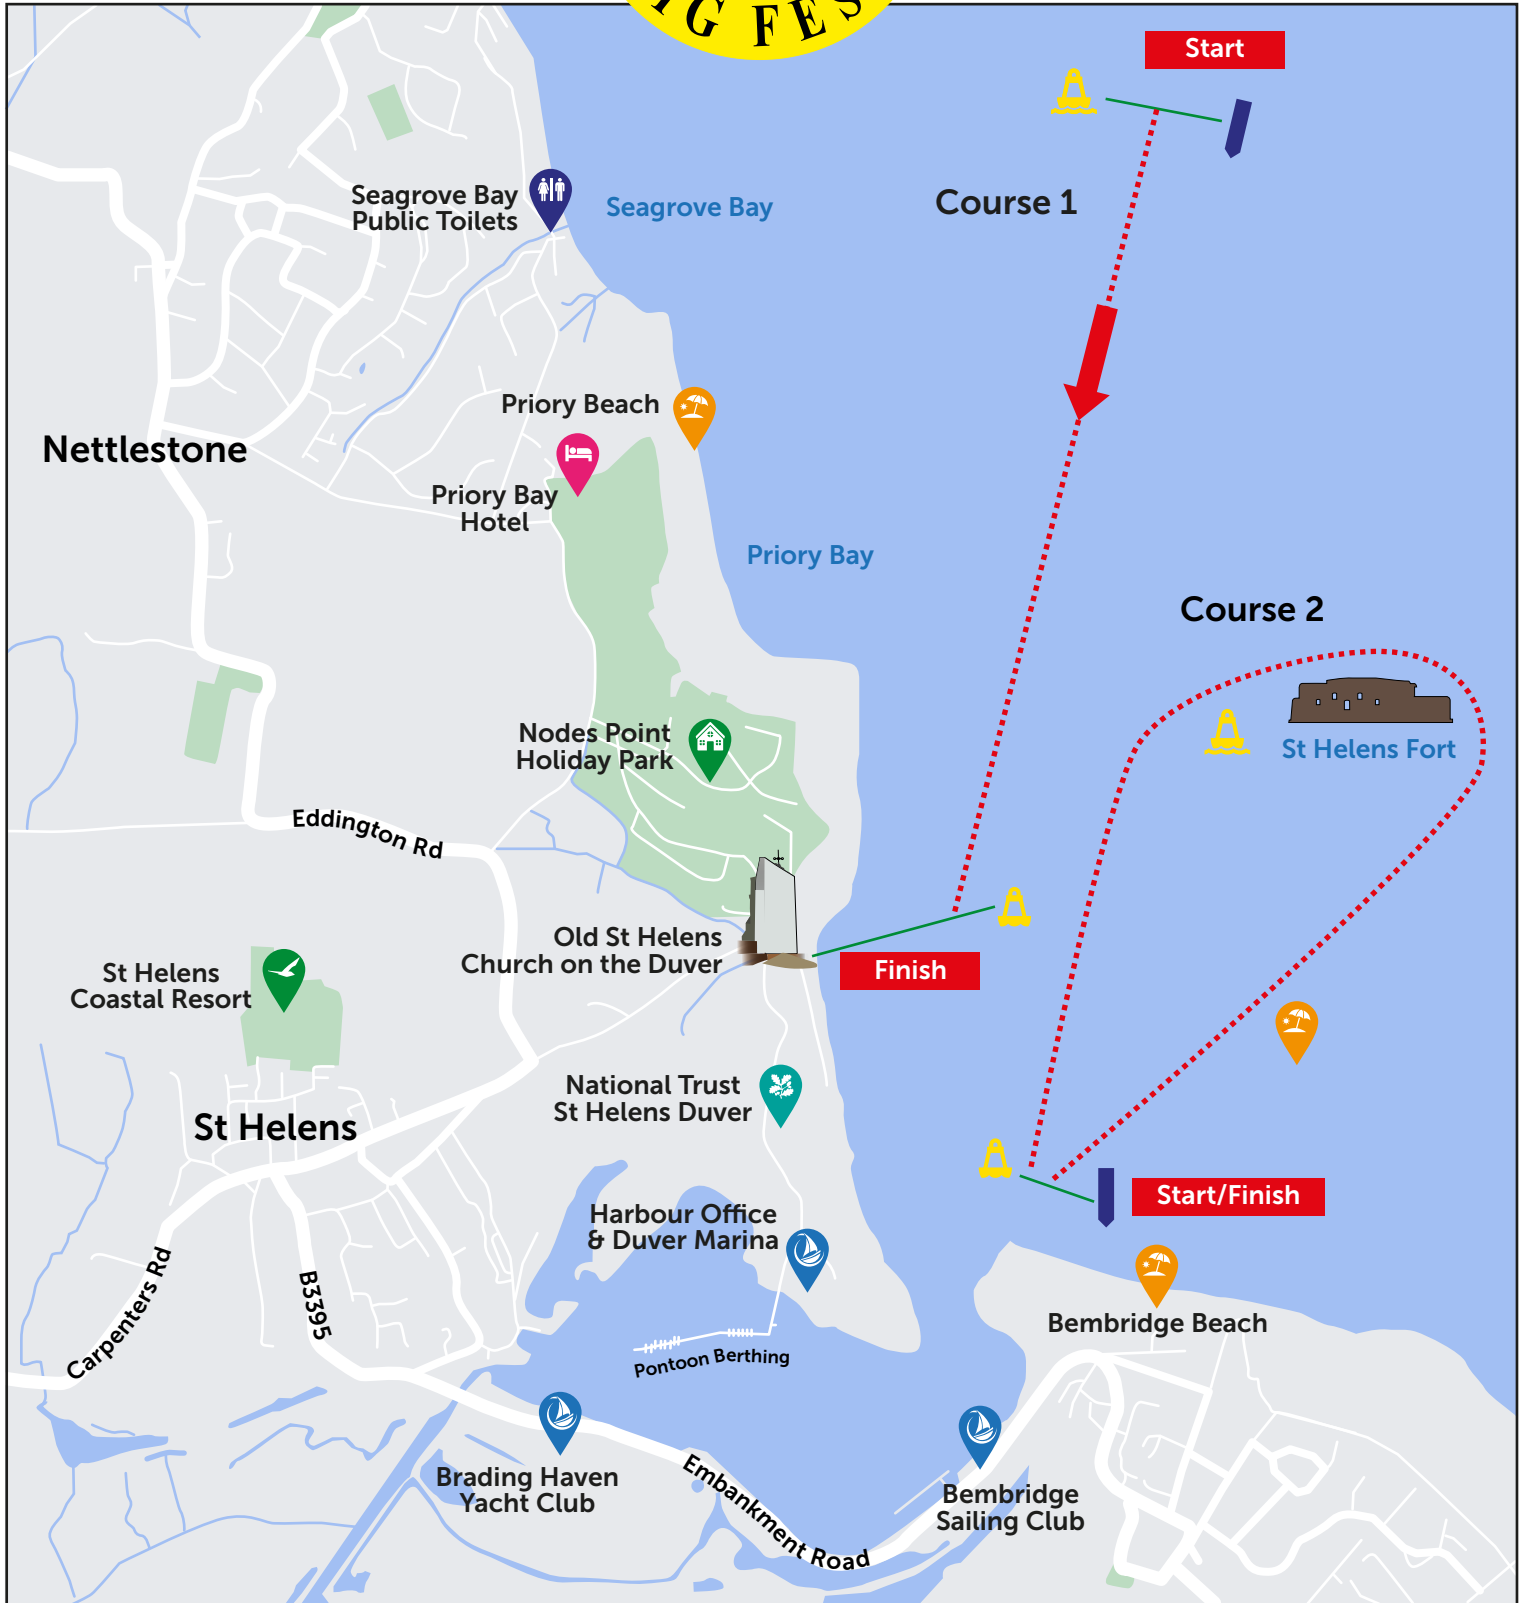 G FES
Start
Seagrove Bay
Public Toilets
Seagrove Bay
Course 1
Priory Beach
Nettlestone
Priory Bay
Hotel
Priory Bay
Course 2
Nodes Point
Holiday Park
St Helens Fort
Eddington Rd
Old St Helens
Church on the Duver
Finish
St Helens
Coastal Resort
National Trust
St Helens Duver
St Helens
Start/Finish
Harbour Office
& Duver Marina
Carpenters Rd
B3395
Bembridge Beach
Pontoon Berthing
Brading Haven
Yacht Club
Embankment Road
Bembridge
Sailing Club